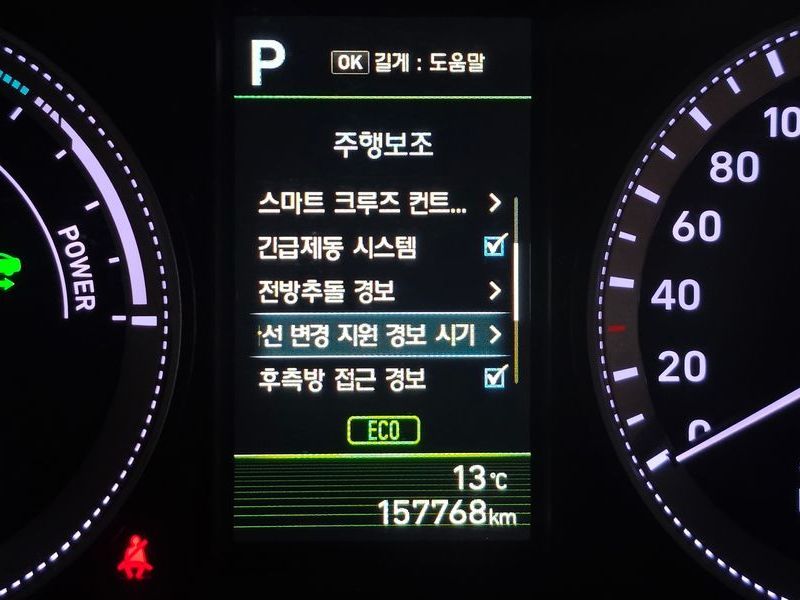 P
OK 길게 : 도움말
주행보조
스마트 크루즈 컨트...
긴급제동 시스템
전방추돌 경보
선 변경 지원 경보 시기
후측방 접근 경보
ECO
13℃
157768km
POWER
100
80
60
40
20
0